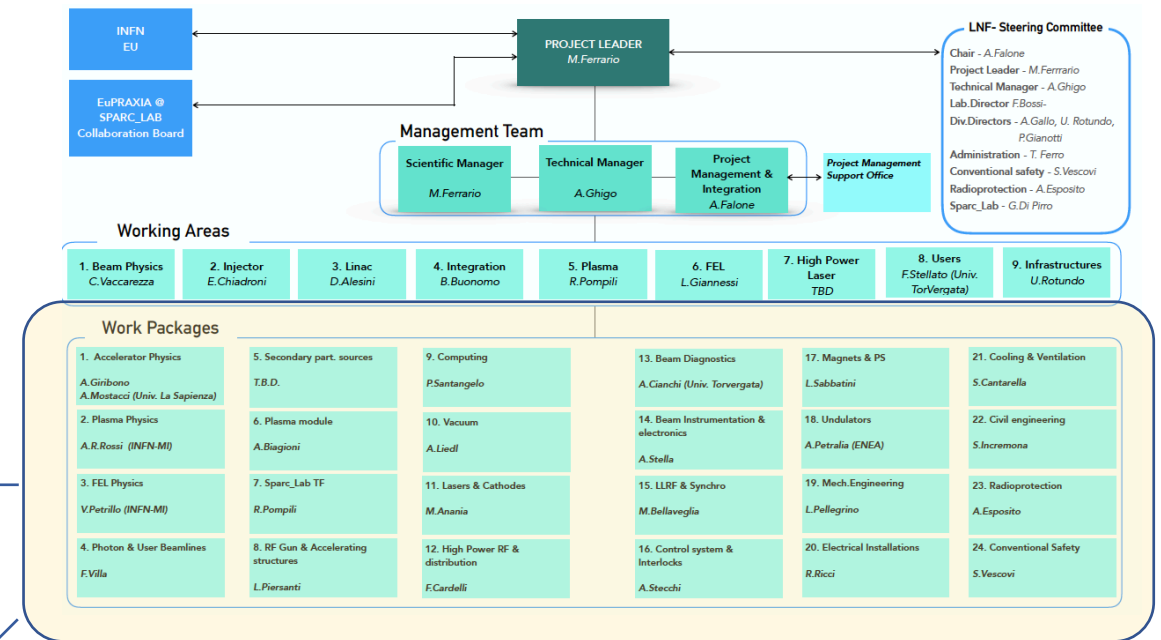 INFN
EU
EuPRAXIA @
SPARC_LAB
Collaboration Board
PROJECT LEADER
M.Ferrario
LNF- Steering Committee
Chair - A.Falone
Project Leader - M.Ferrrario
Technical Manager - A.Ghigo
Lab.Director F.Bossi-
Div.Directors - A.Gallo, U. Rotundo,
P.Gianotti
Administration - T. Ferro
Conventional safety - S.Vescovi
Radioprotection - A.Esposito
Sparc_Lab - G.Di Pirro
Management Team
Scientific Manager
M.Ferrario
Technical Manager
A.Ghigo
Project
Management &
Integration
A.Falone
Project Management
Support Office
Working Areas
1. Beam Physics
C.Vaccarezza
2. Injector
E.Chiadroni
3. Linac
D.Alesini
4. Integration
B.Buonomo
5. Plasma
R.Pompili
6. FEL
L.Giannessi
7. High Power
Laser
TBD
8. Users
F.Stellato (Univ.
TorVergata)
9. Infrastructures
U.Rotundo
Work Packages
1. Accelerator Physics
A.Giribono
A.Mostacci (Univ. La Sapienza)
2. Plasma Physics
A.R.Rossi (INFN-MI)
3. FEL Physics
V.Petrillo (INFN-MI)
4. Photon & User Beamlines
F.Villa
5. Secondary part. sources
T.B.D.
6. Plasma module
A.Biagioni
7. Sparc_Lab TF
R.Pompili
8. RF Gun & Accelerating
structures
L.Piersanti
9. Computing
P.Santangelo
10. Vacuum
A.Liedl
11. Lasers & Cathodes
M.Anania
12. High Power RF &
distribution
F.Cardelli
13. Beam Diagnostics
A.Cianchi (Univ. Torvergata)
14. Beam Instrumentation &
electronics
A.Stella
15. LLRF & Synchro
M.Bellaveglia
16. Control system &
Interlocks
A.Stecchi
17. Magnets & PS
L.Sabbatini
18. Undulators
A.Petralia (ENEA)
19. Mech.Engineering
L.Pellegrino
20. Electrical Installations
R.Ricci
21. Cooling & Ventilation
S.Cantarella
22. Civil engineering
S.Incremona
23. Radioprotection
A.Esposito
24. Conventional Safety
S.Vescovi